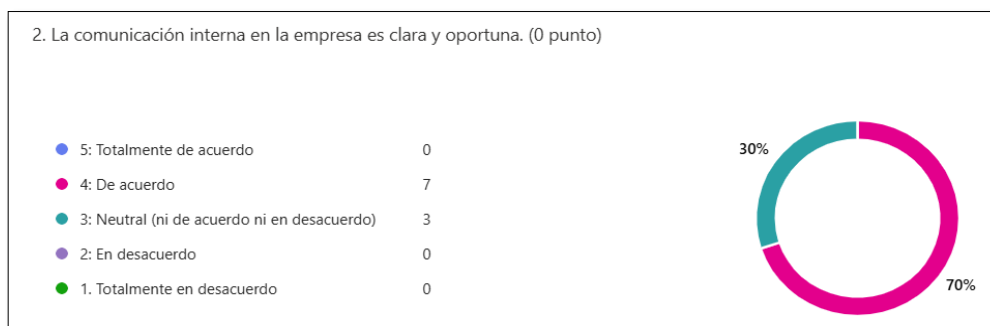 2. La comunicación interna en la empresa es clara y oportuna. (0 punto)
5: Totalmente de acuerdo 0
4: De acuerdo 7
3: Neutral (ni de acuerdo ni en desacuerdo) 3
2: En desacuerdo 0
1. Totalmente en desacuerdo 0
30%
70%